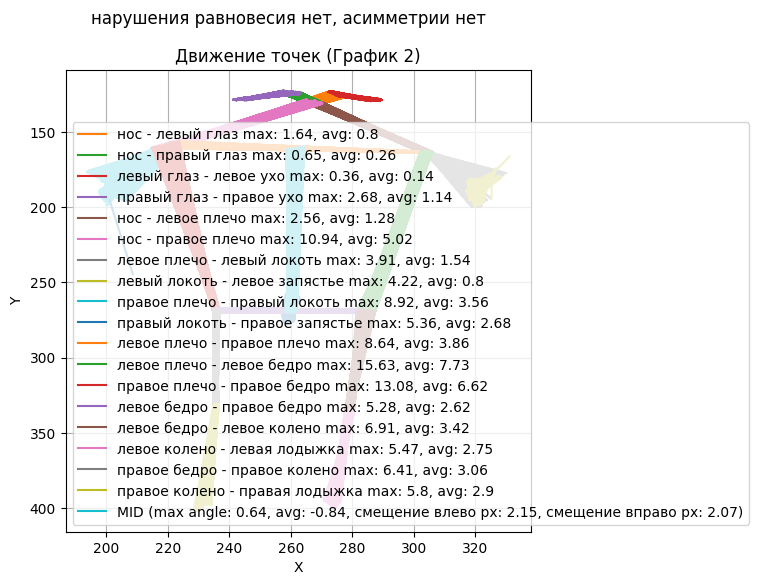 нарушения равновесия нет, асимметрии нет
Движение точек (График 2)
нос - левый глаз max: 1.64, avg: 0.8
нос - правый глаз max: 0.65, avg: 0.26
левый глаз - левое ухо max: 0.36, avg: 0.14
правый глаз - правое ухо max: 2.68, avg: 1.14
нос - левое плечо max: 2.56, avg: 1.28
нос - правое плечо max: 10.94, avg: 5.02
левое плечо - левый локоть max: 3.91, avg: 1.54
левый локоть - левое запястье max: 4.22, avg: 0.8
правое плечо - правый локоть max: 8.92, avg: 3.56
правый локоть - правое запястье max: 5.36, avg: 2.68
левое плечо - правое плечо max: 8.64, avg: 3.86
левое плечо - левое бедро max: 15.63, avg: 7.73
правое плечо - правое бедро max: 13.08, avg: 6.62
левое бедро - правое бедро max: 5.28, avg: 2.62
левое бедро - левое колено max: 6.91, avg: 3.42
левое колено - левая лодыжка max: 5.47, avg: 2.75
правое бедро - правое колено max: 6.41, avg: 3.06
правое колено - правая лодыжка max: 5.8, avg: 2.9
MID (max angle: 0.64, avg: -0.84, смещение влево px: 2.15, смещение вправо px: 2.07)
150
200
250
300
350
400
Y
200 220 240 260 280 300 320
X